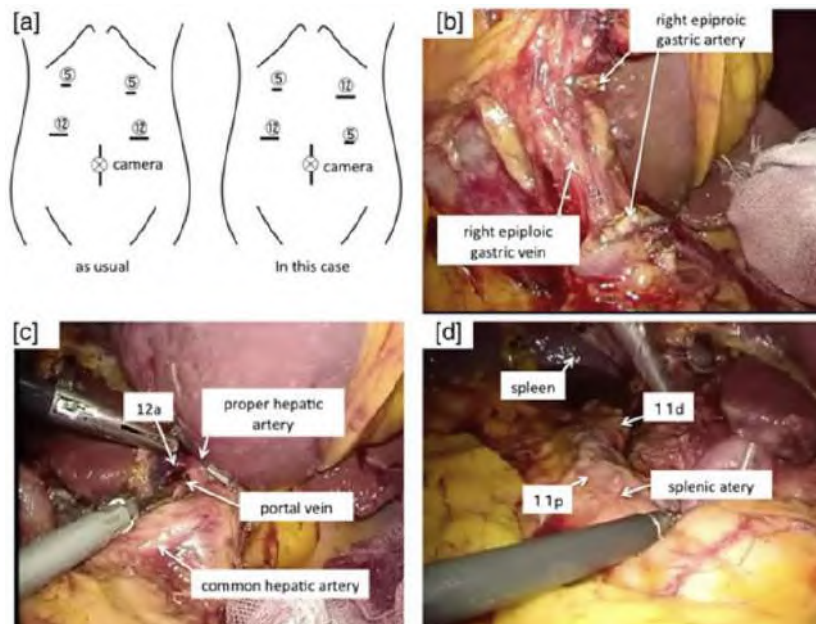 [a]
⑤ ⑤
⑫ ⑫
camera
as usual
⑤ ⑫
⑫ ⑤
camera
In this case
[b]
right epiproic
gastric artery
right epiploic
gastric vein
[c]
12a
proper hepatic
artery
portal vein
common hepatic artery
[d]
spleen
11d
11p
splenic atery